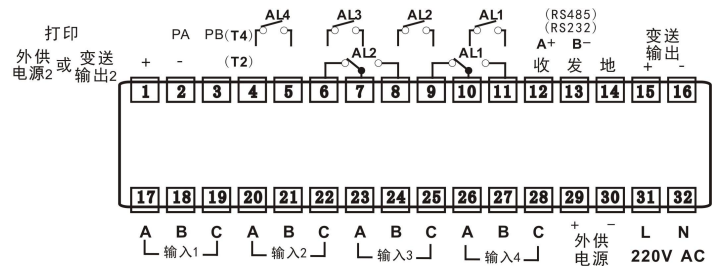 AL4 AL3 AL2 AL1 (RS485)
打印 PA PB(T4) (RS232) 变送
外供 或 变送 (T2) AL2 AL1 A+ B- 输出
电源2 输出2 + - 收 发 地 + -
1 2 3 4 5 6 7 8 9 10 11 12 13 14 15 16
17 18 19 20 21 22 23 24 25 26 27 28 29 30 31 32
A B C A B C A B C A B C + - L N
输入1 输入2 输入3 输入4 外供
电源 220V AC